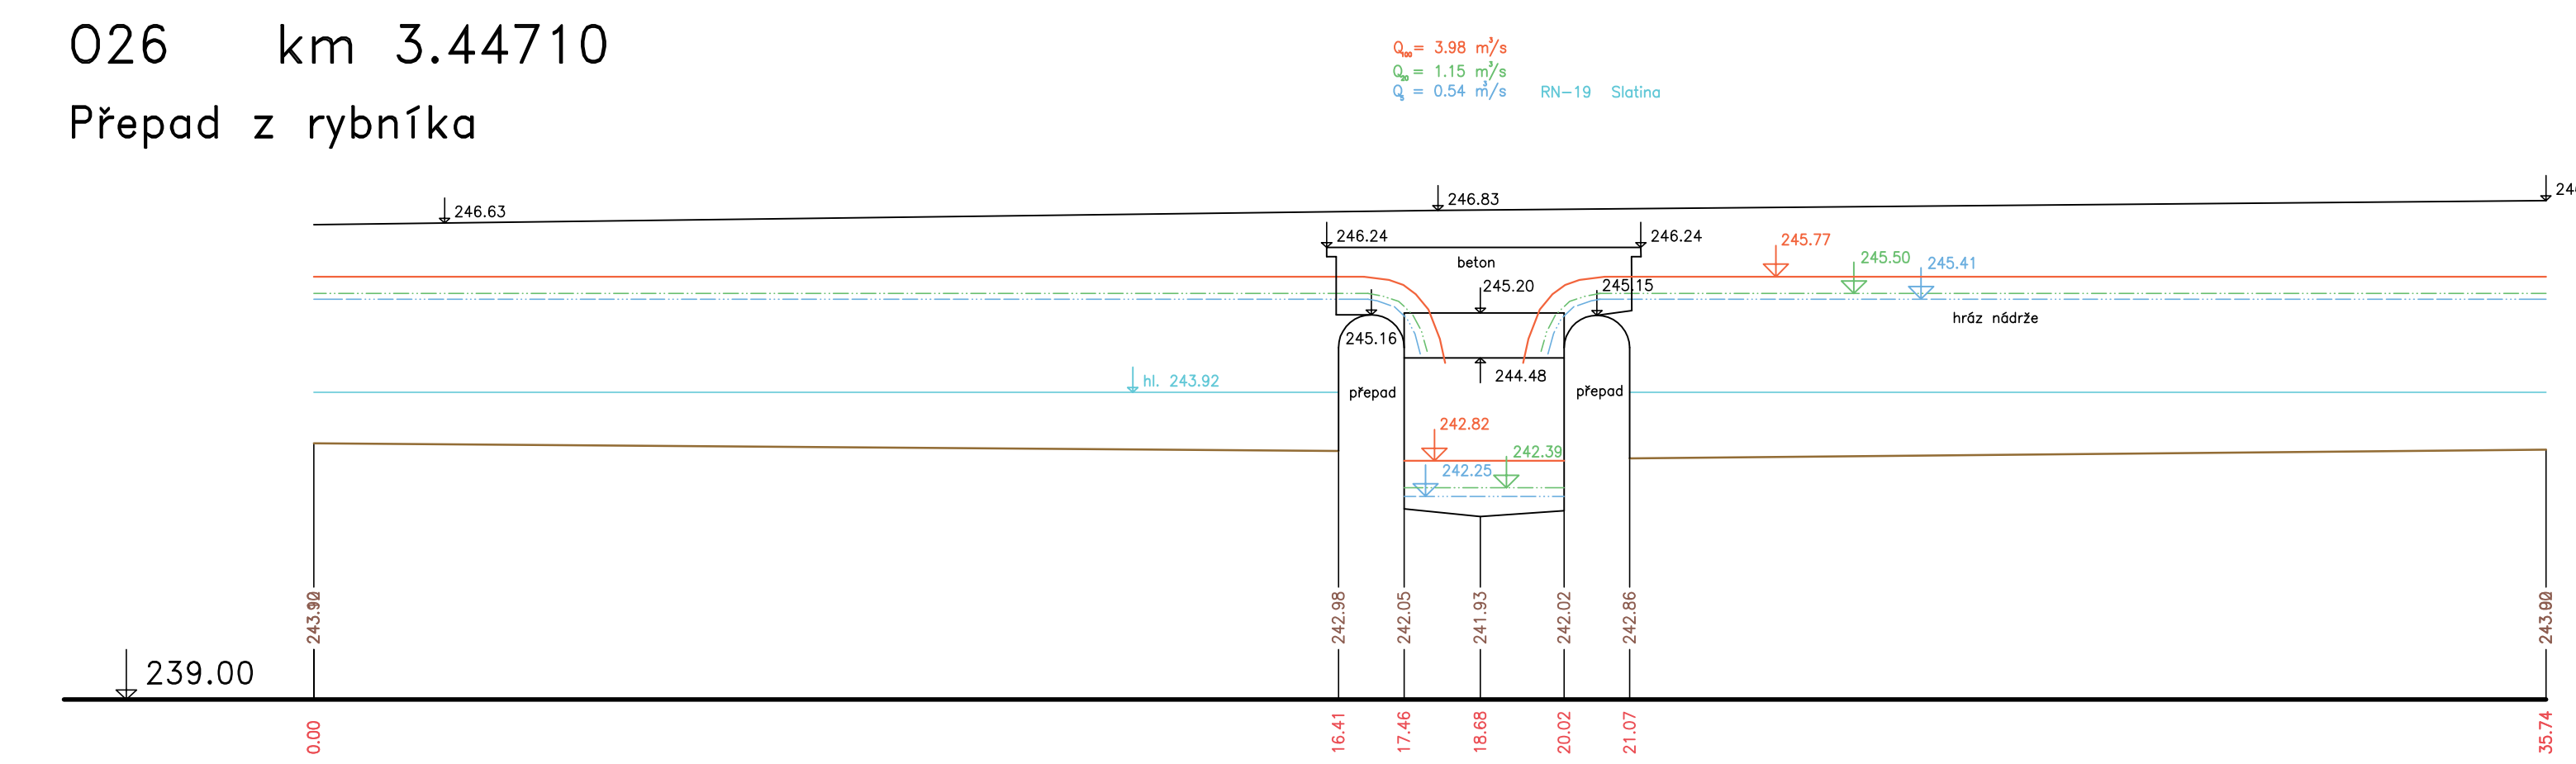 026 km 3.44710
Přepad z rybníka
Q100= 3.98 m3/s
Q20= 1.15 m3/s
Q5 = 0.54 m3/s RN-19 Slatina
246.63
246.83
246.24
246.24
beton
245.77
245.50
245.41
245.20
245.15
hráz nádrže
245.16
244.48
hl. 243.92
přepad
přepad
242.82
242.39
242.25
242.98
242.05
241.93
242.02
242.86
239.00
0.00
16.41
17.46
18.68
20.02
21.07
35.74